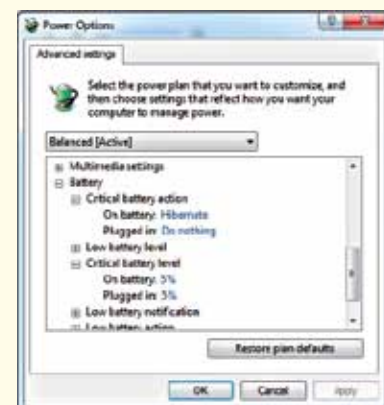 Power Options
Advanced settings
Select the power plan that you want to customize, and
then choose settings that reflect how you want your
computer to manage power.
Balanced [Active]
Multimedia settings
Battery
Critical battery action
On battery: Hibernate
Plugged in: Do nothing
Low battery level
Critical battery level
On battery: 5%
Plugged in: 5%
Low battery notification
Low battery action
Restore plan defaults
OK
Cancel
Apply